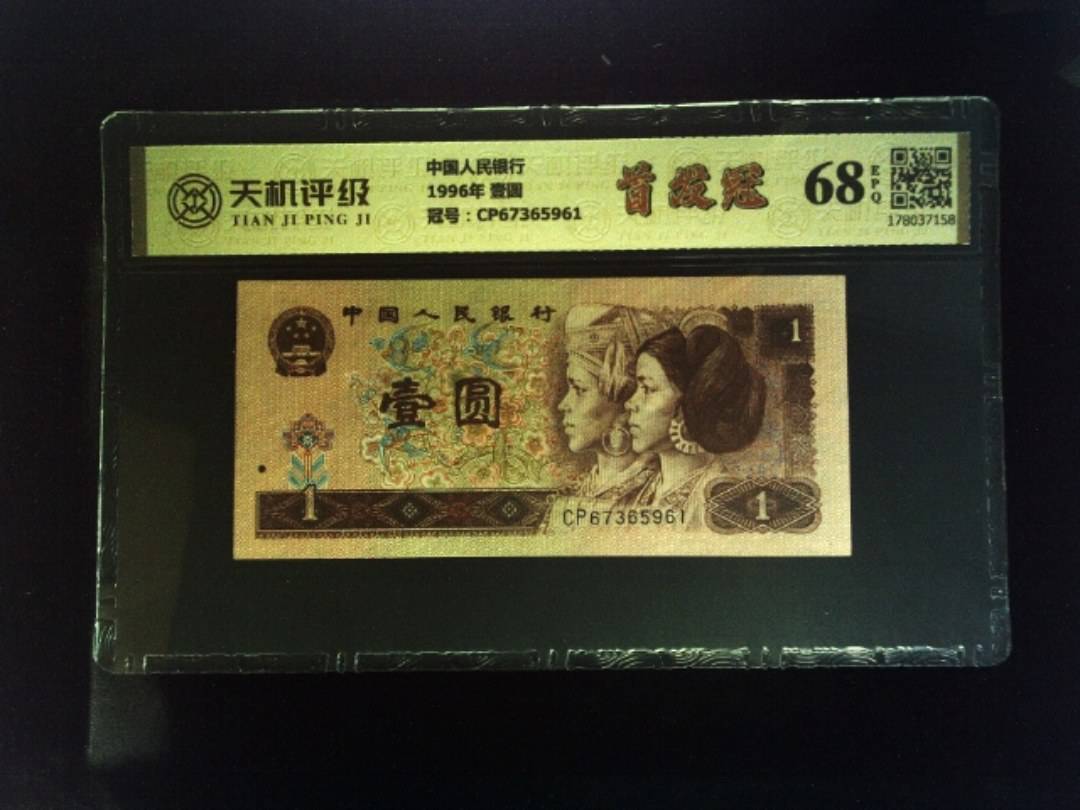 天机评级
TIAN JI PING JI
中国人民银行
1996年 壹圆
冠号：CP67365961
首发冠
68
EPQ
178037158
中国人民银行
壹圆
1
1
CP67365961
1